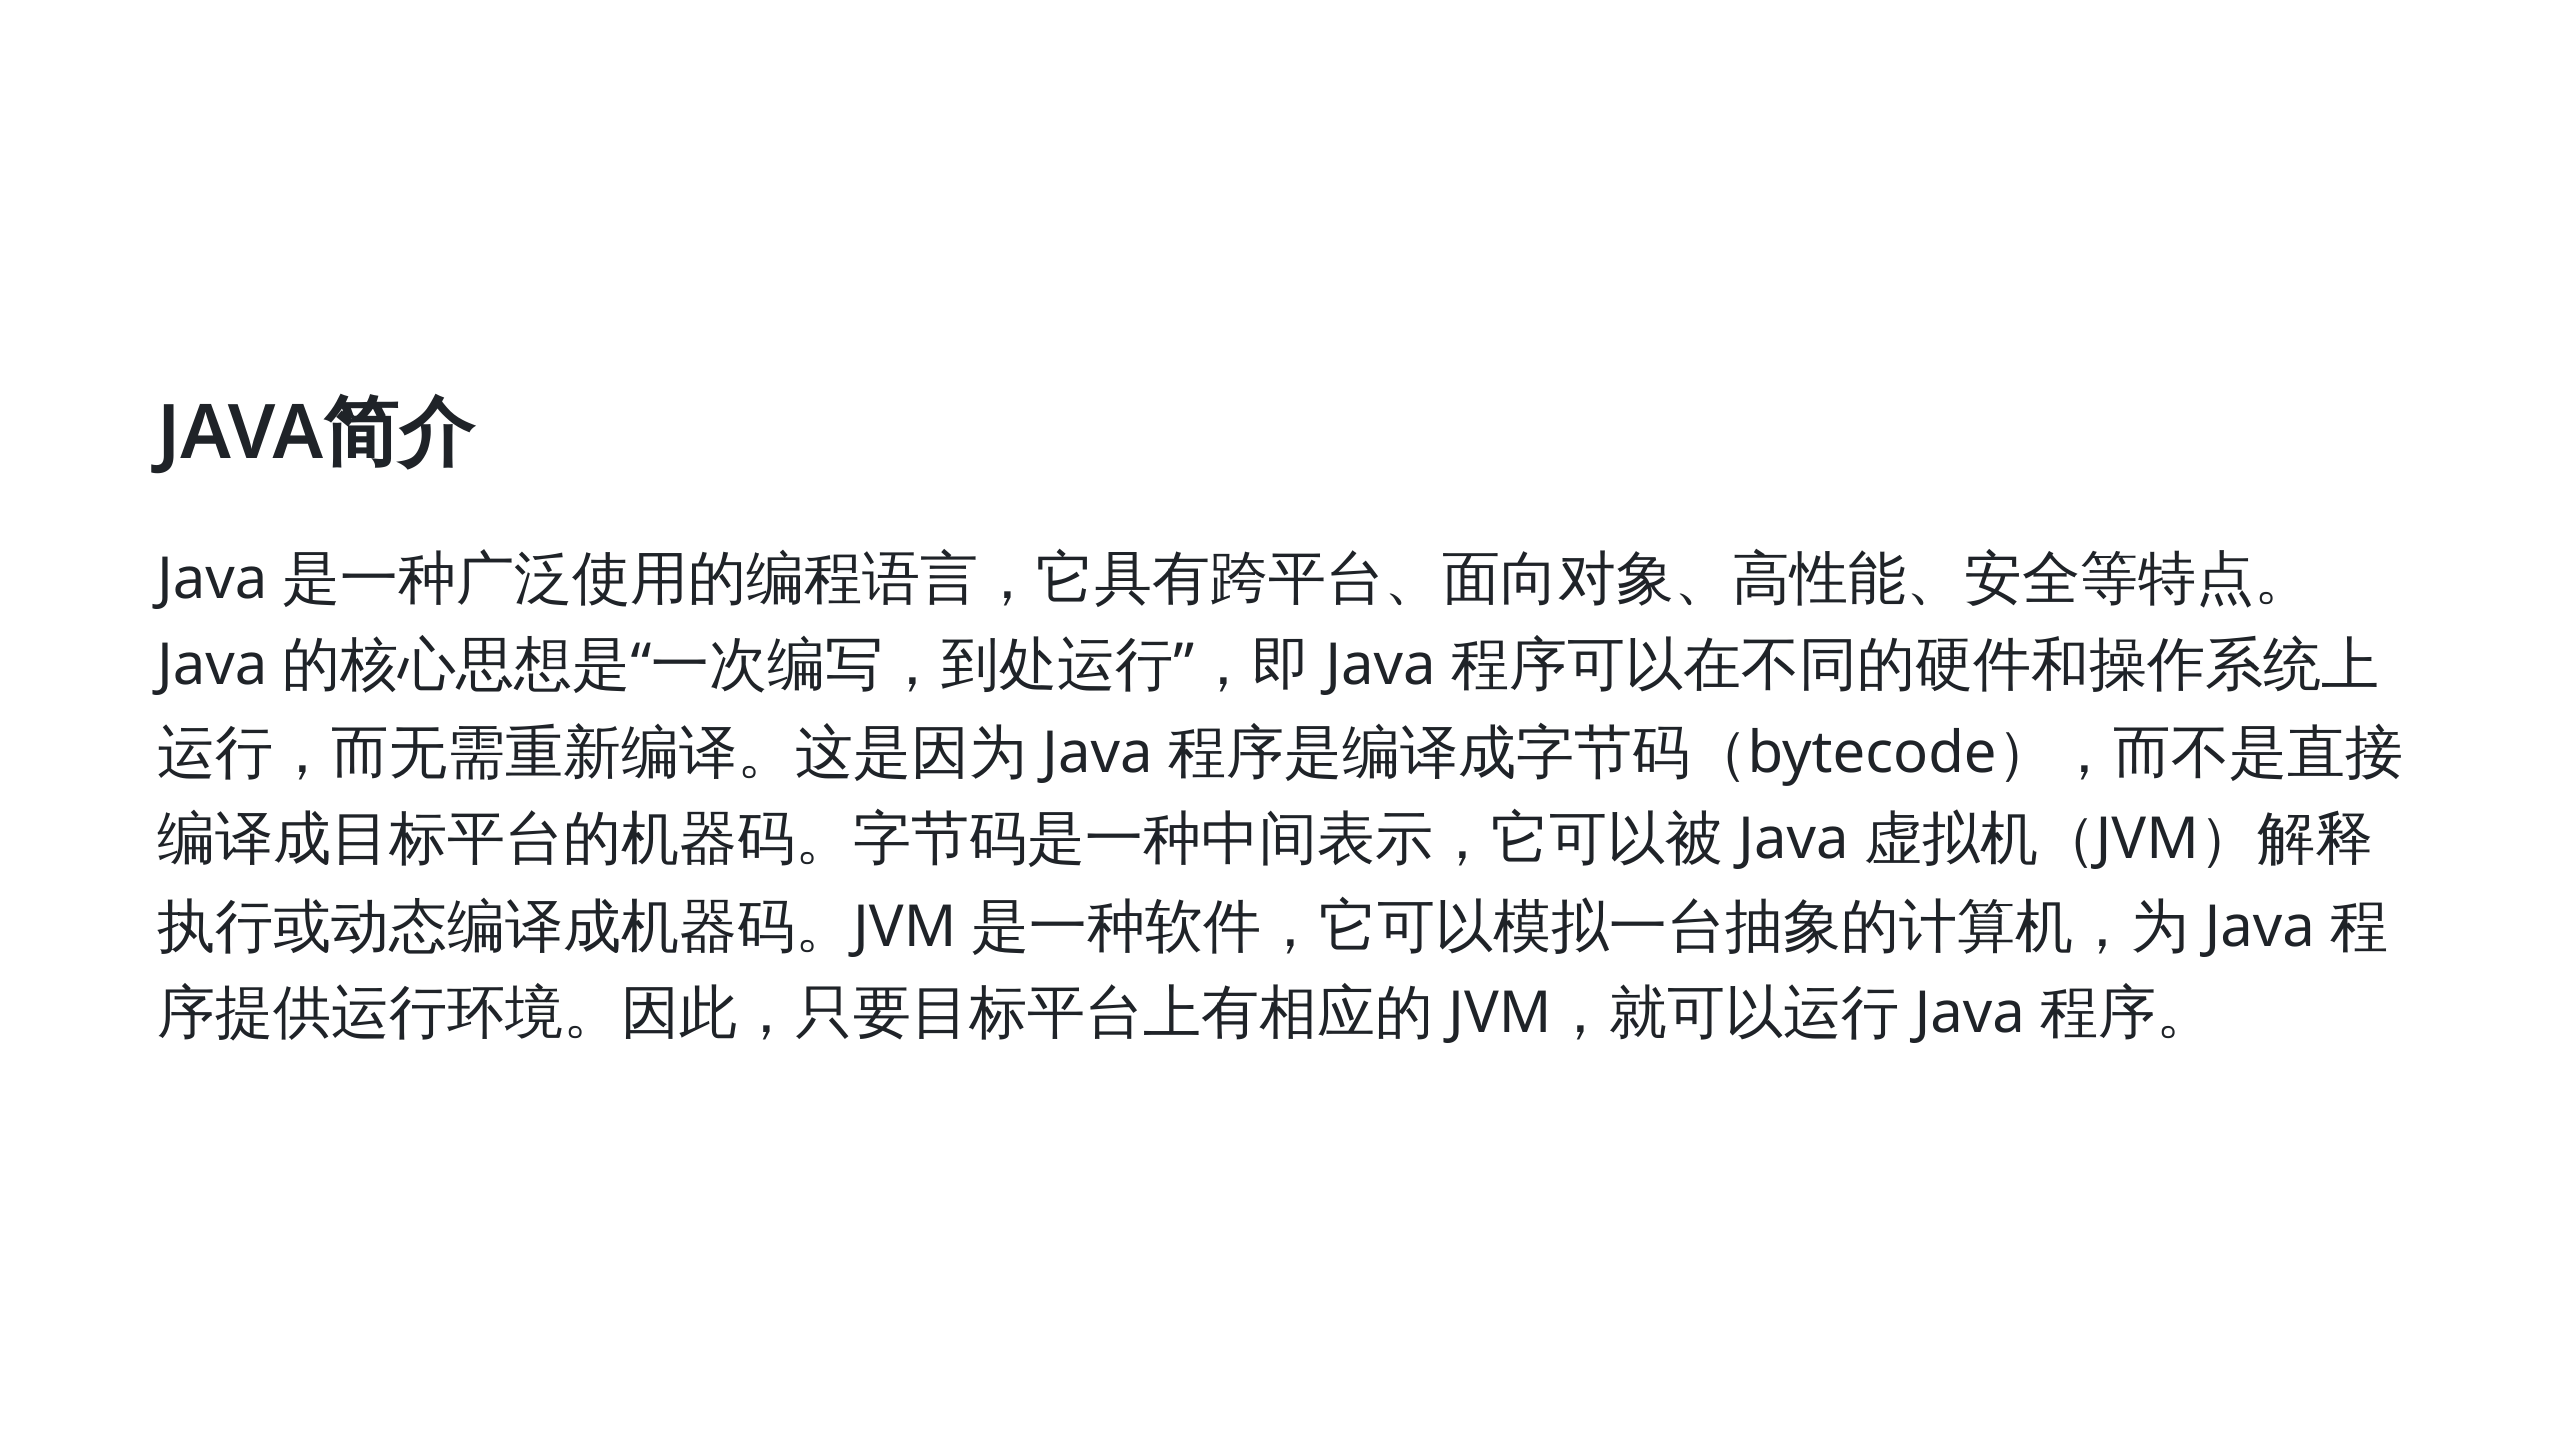 JAVA简介
Java 是一种广泛使用的编程语言，它具有跨平台、面向对象、高性能、安全等特点。
Java 的核心思想是“一次编写，到处运行”，即 Java 程序可以在不同的硬件和操作系统上
运行，而无需重新编译。这是因为 Java 程序是编译成字节码（bytecode），而不是直接
编译成目标平台的机器码。字节码是一种中间表示，它可以被 Java 虚拟机（JVM）解释
执行或动态编译成机器码。JVM 是一种软件，它可以模拟一台抽象的计算机，为 Java 程
序提供运行环境。因此，只要目标平台上有相应的 JVM，就可以运行 Java 程序。